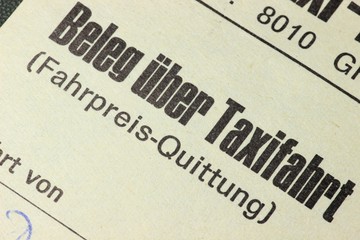 8010
Beleg über Taxifahrt
(Fahrpreis-Quittung)
rt von